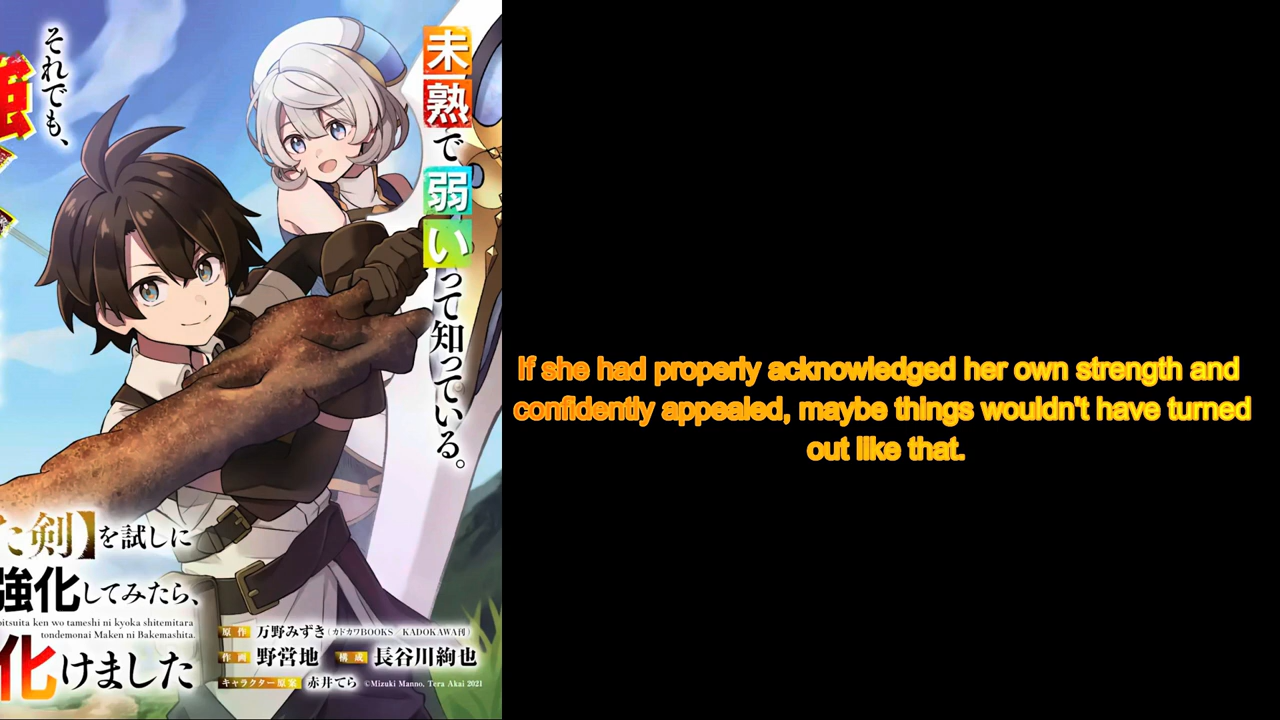 未熟で弱いって知っている。
それでも、
強
た剣】を試しに
強化してみたら、
oitsuita ken wo tameshi ni kyoka shitemitara
tondemonai Maken ni Bakemashita.
化けました
原作 万野みずき(カドカワBOOKS KADOKAWA刊)
作画 野営地 構成 長谷川絢也
キャラクター原案 赤井てら ©Mizuki Manno, Tera Akai 2021
If she had properly acknowledged her own strength and
confidently appealed, maybe things wouldn't have turned
out like that.